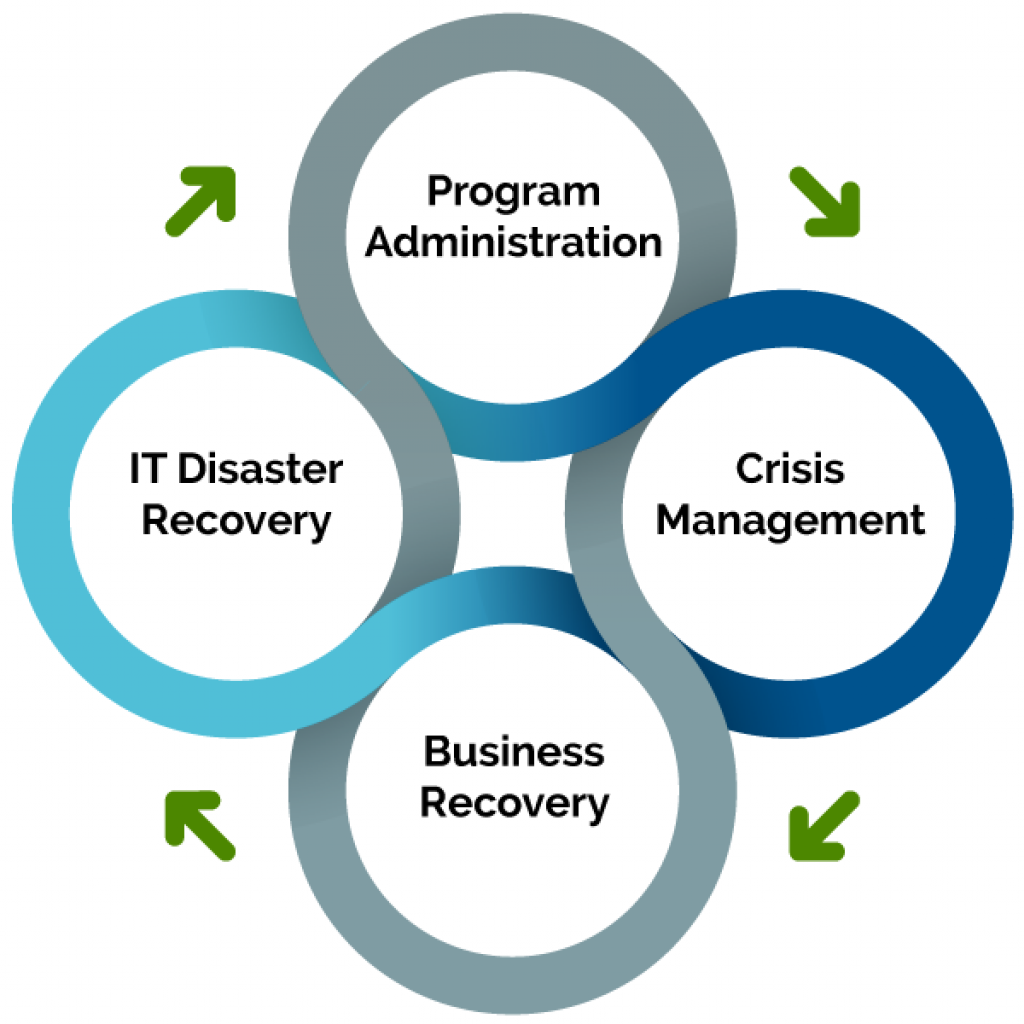 Program
Administration
IT Disaster
Recovery
Crisis
Management
Business
Recovery